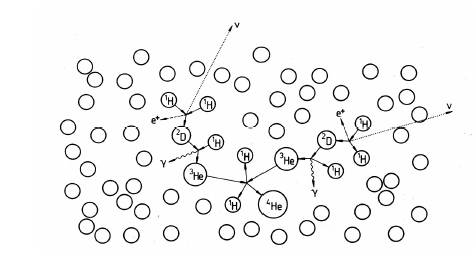 ν
¹H ¹H
e⁺
²D ¹H
γ
³He
¹H
¹H ⁴He
³He
²D
e⁺ ¹H
¹H
¹H
γ
ν